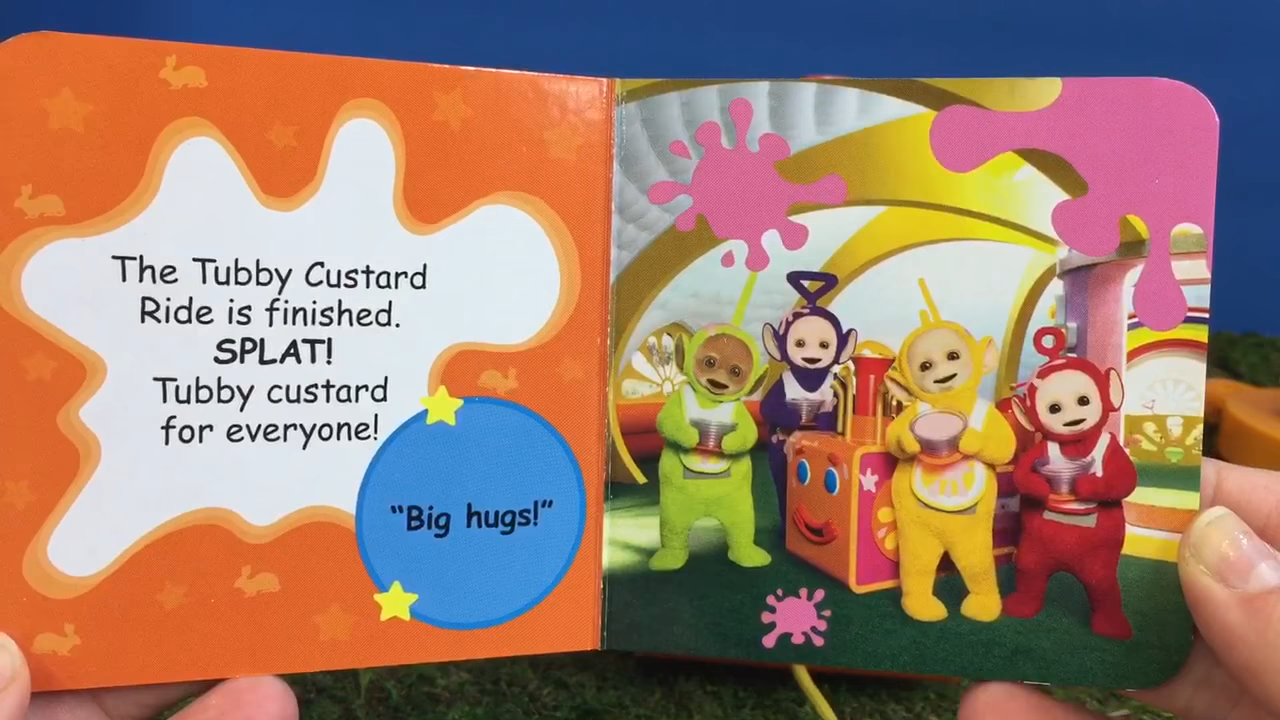 The Tubby Custard
Ride is finished.
SPLAT!
Tubby custard
for everyone!
“Big hugs!”